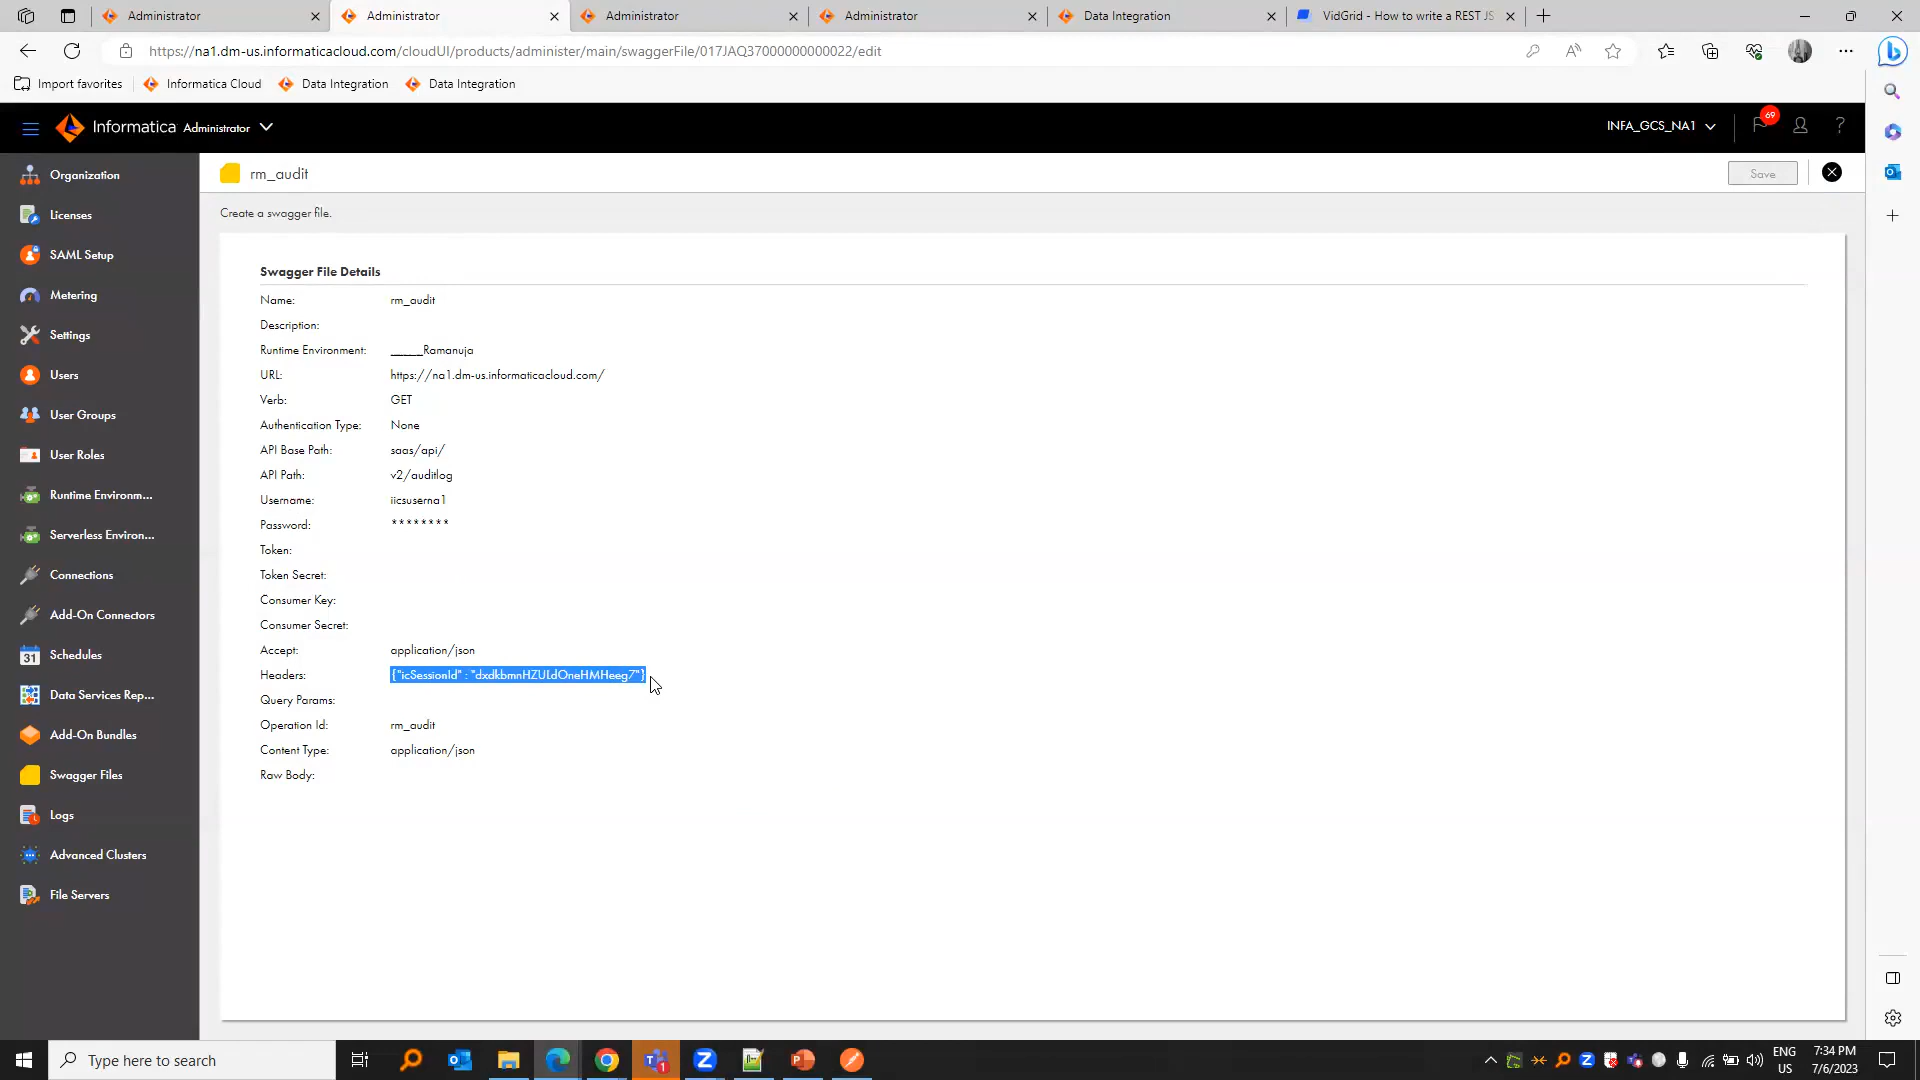 Administrator
Administrator
Administrator
Administrator
Data Integration
VidGrid - How to write a REST JS
https://na1.dm-us.informaticacloud.com/cloudUI/products/administer/main/swaggerFile/017JAQ37000000000022/edit
Import favorites
Informatica Cloud
Data Integration
Data Integration
Informatica Administrator
INFA_GCS_NA1
69
?
Organization
Licenses
SAML Setup
Metering
Settings
Users
User Groups
User Roles
Runtime Environm...
Serverless Environ...
Connections
Add-On Connectors
31 Schedules
Data Services Rep...
Add-On Bundles
Swagger Files
Logs
Advanced Clusters
File Servers
rm_audit
Save
Create a swagger file.
Swagger File Details
Name: rm_audit
Description:
Runtime Environment: _____Ramanuja
URL: https://na1.dm-us.informaticacloud.com/
Verb: GET
Authentication Type: None
API Base Path: saas/api/
API Path: v2/auditlog
Username: iicsuserna1
Password: ********
Token:
Token Secret:
Consumer Key:
Consumer Secret:
Accept: application/json
Headers: {"icSessionId" : "dxdkbmnHZULdOneHMHeeg7"}
Query Params:
Operation Id: rm_audit
Content Type: application/json
Raw Body:
Type here to search
ENG
US
7:34 PM
7/6/2023